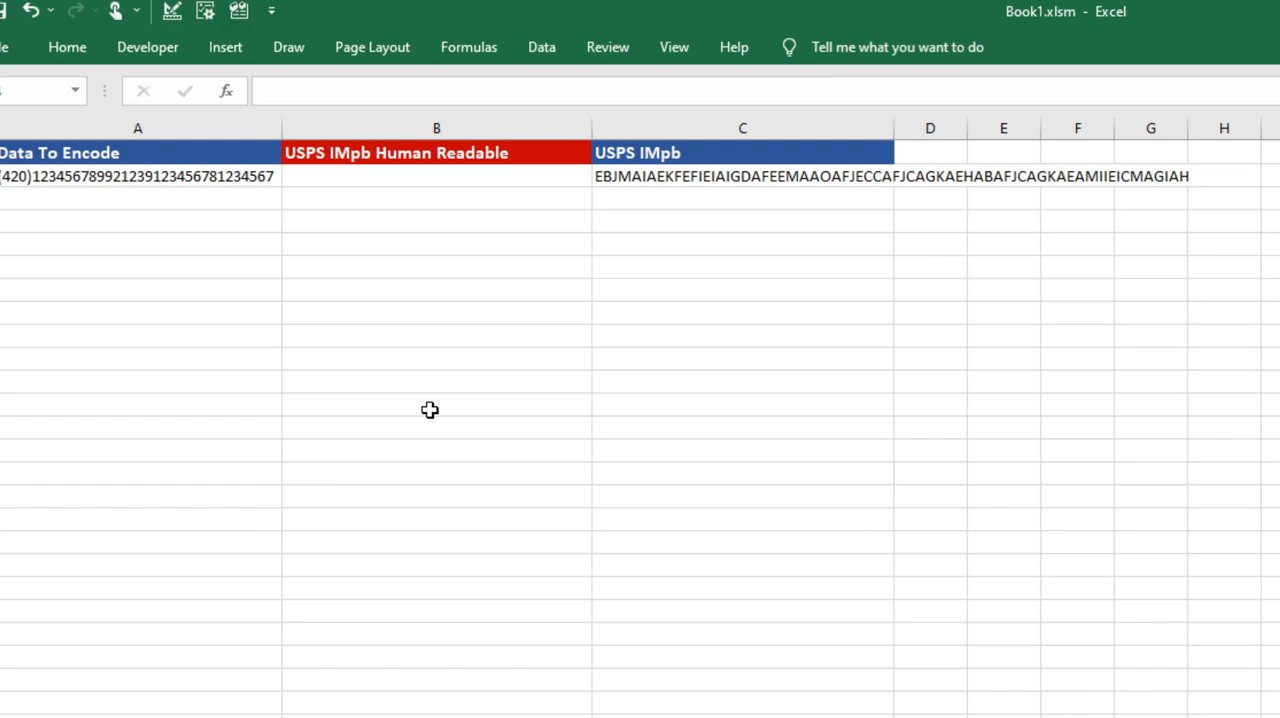 Book1.xlsm - Excel
Home Developer Insert Draw Page Layout Formulas Data Review View Help Tell me what you want to do
fx
A B C D E F G H
Data To Encode USPS IMpb Human Readable USPS IMpb
(420)123456789921239123456781234567 EBJMAIAEKFEFIEIAIGDAFEEMAAOAFJECCAFJCAGKAEHABAFJCAGKAEAMIIEICMAGIAH